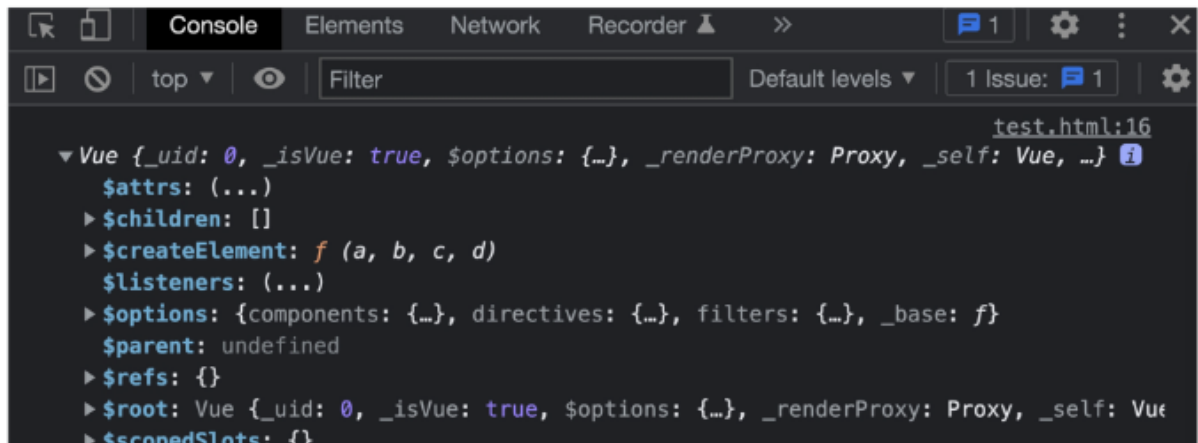 Console Elements Network Recorder » 1
top ▼ Filter Default levels ▼ 1 Issue: 1
test.html:16
▼Vue {_uid: 0, _isVue: true, $options: {…}, _renderProxy: Proxy, _self: Vue, …} i
$attrs: (...)
▶$children: []
▶$createElement: ƒ (a, b, c, d)
$listeners: (...)
▶$options: {components: {…}, directives: {…}, filters: {…}, _base: ƒ}
$parent: undefined
▶$refs: {}
▶$root: Vue {_uid: 0, _isVue: true, $options: {…}, _renderProxy: Proxy, _self: Vue
▶$scopedSlots: {}